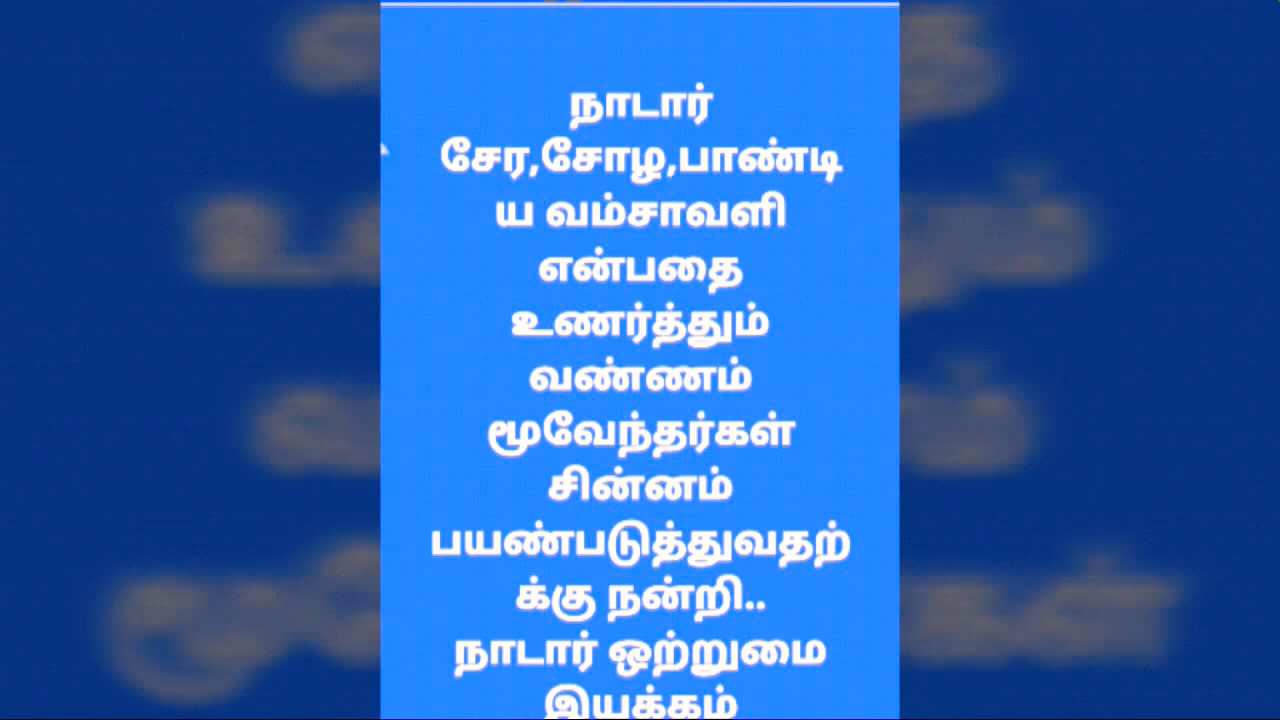 நாடார்
சேர,சோழ,பாண்டி
ய வம்சாவளி
என்பதை
உணர்த்தும்
வண்ணம்
மூவேந்தர்கள்
சின்னம்
பயண்படுத்துவதற்
க்கு நன்றி..
நாடார் ஒற்றுமை
இயக்கம்